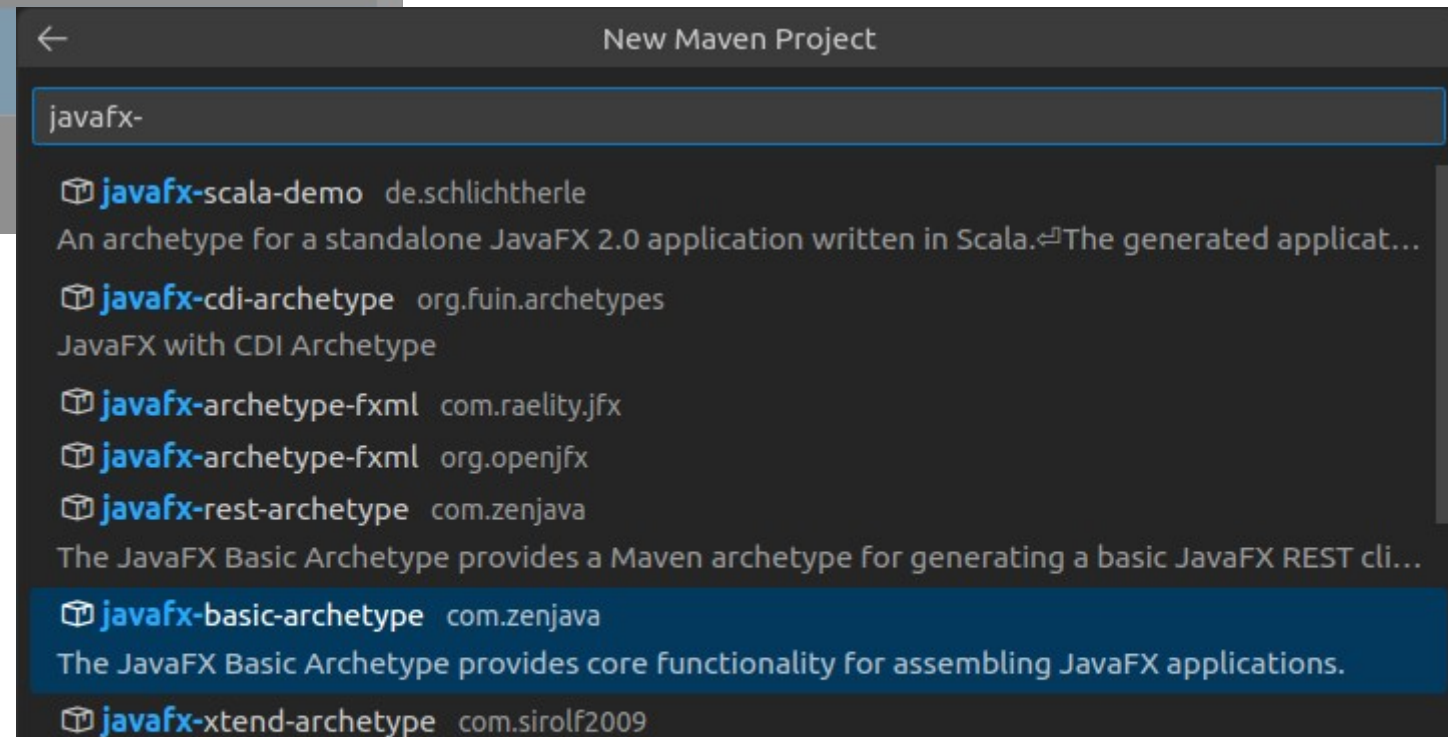 New Maven Project
javafx-
javafx-scala-demo de.schlichtherle
An archetype for a standalone JavaFX 2.0 application written in Scala.⏎The generated applicat...
javafx-cdi-archetype org.fuin.archetypes
JavaFX with CDI Archetype
javafx-archetype-fxml com.raelity.jfx
javafx-archetype-fxml org.openjfx
javafx-rest-archetype com.zenjava
The JavaFX Basic Archetype provides a Maven archetype for generating a basic JavaFX REST cli...
javafx-basic-archetype com.zenjava
The JavaFX Basic Archetype provides core functionality for assembling JavaFX applications.
javafx-xtend-archetype com.sirolf2009